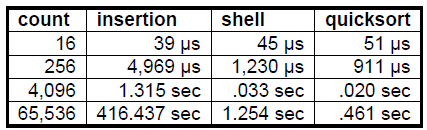 count insertion shell quicksort
16 39 µs 45 µs 51 µs
256 4,969 µs 1,230 µs 911 µs
4,096 1.315 sec .033 sec .020 sec
65,536 416.437 sec 1.254 sec .461 sec